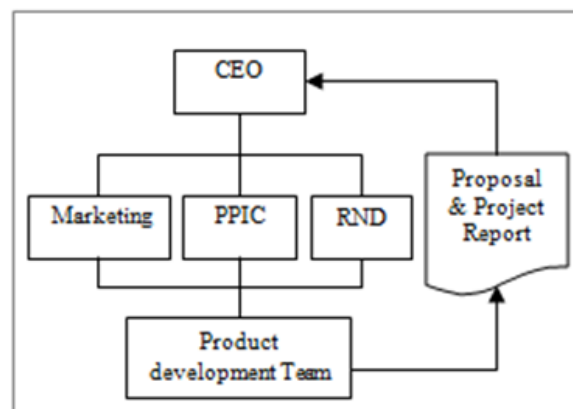 CEO
Marketing
PPIC
RND
Proposal
& Project
Report
Product
development Team